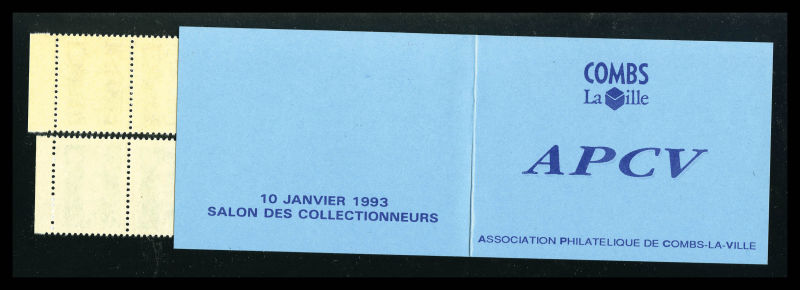 10 JANVIER 1993
SALON DES COLLECTIONNEURS
COMBS
La Ville
APCV
ASSOCIATION PHILATELIQUE DE COMBS-LA-VILLE